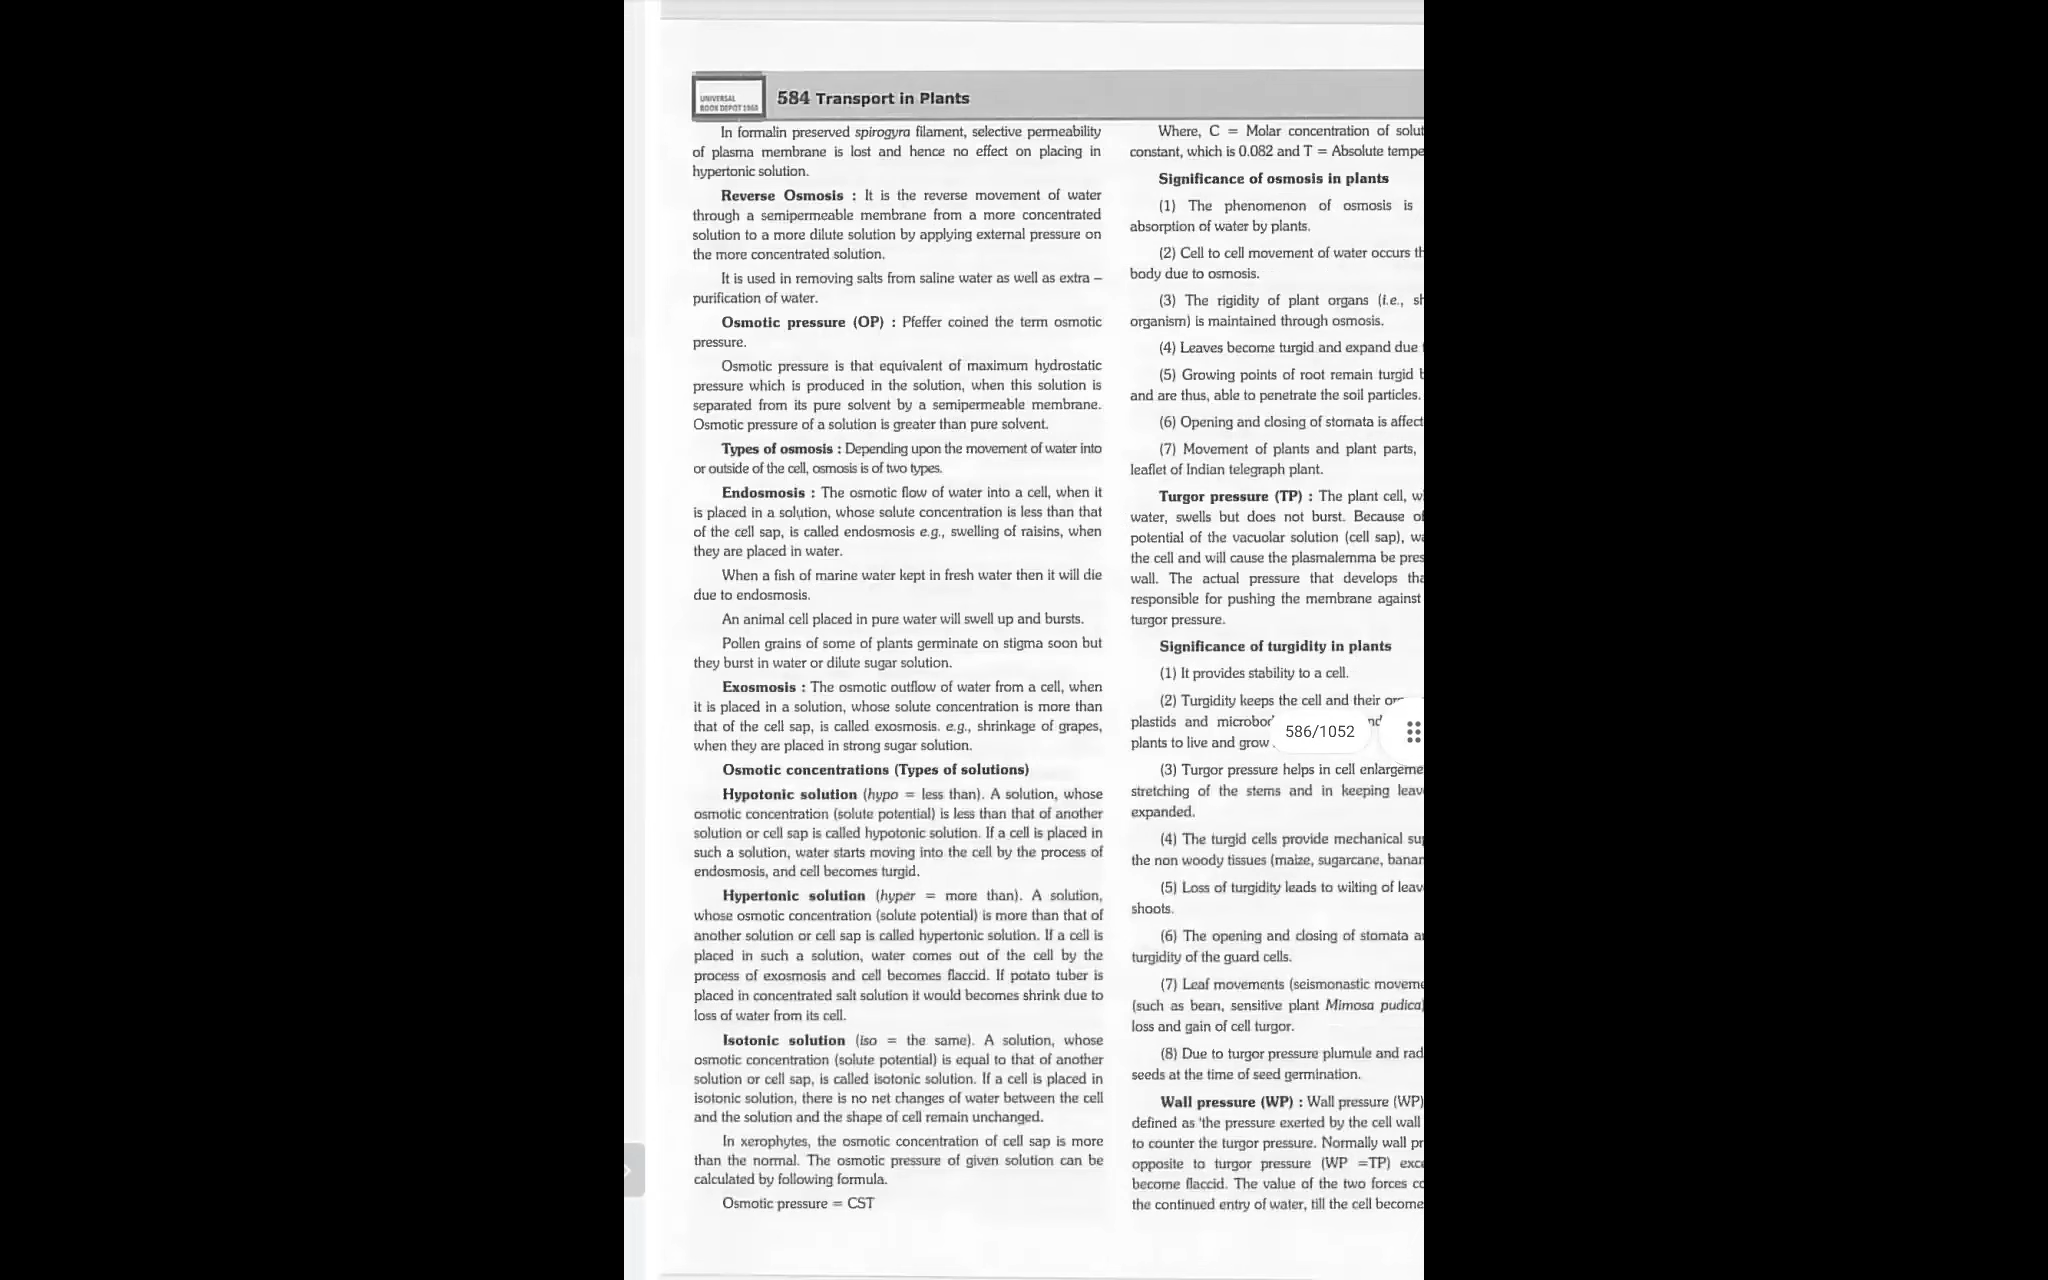 UNIVERSAL
BOOK DEPOT 1960
584 Transport in Plants
In formalin preserved spirogyra filament, selective permeability
of plasma membrane is lost and hence no effect on placing in
hypertonic solution.
Reverse Osmosis : It is the reverse movement of water
through a semipermeable membrane from a more concentrated
solution to a more dilute solution by applying external pressure on
the more concentrated solution.
It is used in removing salts from saline water as well as extra –
purification of water.
Osmotic pressure (OP) : Pfeffer coined the term osmotic
pressure.
Osmotic pressure is that equivalent of maximum hydrostatic
pressure which is produced in the solution, when this solution is
separated from its pure solvent by a semipermeable membrane.
Osmotic pressure of a solution is greater than pure solvent.
Types of osmosis : Depending upon the movement of water into
or outside of the cell, osmosis is of two types.
Endosmosis : The osmotic flow of water into a cell, when it
is placed in a solution, whose solute concentration is less than that
of the cell sap, is called endosmosis e.g., swelling of raisins, when
they are placed in water.
When a fish of marine water kept in fresh water then it will die
due to endosmosis.
An animal cell placed in pure water will swell up and bursts.
Pollen grains of some of plants germinate on stigma soon but
they burst in water or dilute sugar solution.
Exosmosis : The osmotic outflow of water from a cell, when
it is placed in a solution, whose solute concentration is more than
that of the cell sap, is called exosmosis. e.g., shrinkage of grapes,
when they are placed in strong sugar solution.
Osmotic concentrations (Types of solutions)
Hypotonic solution (hypo = less than). A solution, whose
osmotic concentration (solute potential) is less than that of another
solution or cell sap is called hypotonic solution. If a cell is placed in
such a solution, water starts moving into the cell by the process of
endosmosis, and cell becomes turgid.
Hypertonic solution (hyper = more than). A solution,
whose osmotic concentration (solute potential) is more than that of
another solution or cell sap is called hypertonic solution. If a cell is
placed in such a solution, water comes out of the cell by the
process of exosmosis and cell becomes flaccid. If potato tuber is
placed in concentrated salt solution it would becomes shrink due to
loss of water from its cell.
Isotonic solution (iso = the same). A solution, whose
osmotic concentration (solute potential) is equal to that of another
solution or cell sap, is called isotonic solution. If a cell is placed in
isotonic solution, there is no net changes of water between the cell
and the solution and the shape of cell remain unchanged.
In xerophytes, the osmotic concentration of cell sap is more
than the normal. The osmotic pressure of given solution can be
calculated by following formula.
Osmotic pressure = CST
Where, C = Molar concentration of
constant, which is 0.082 and T = Absolute
Significance of osmosis in plants
(1) The phenomenon of osmosis is
absorption of water by plants.
(2) Cell to cell movement of water occurs
body due to osmosis.
(3) The rigidity of plant organs (i.e.,
organism) is maintained through osmosis.
(4) Leaves become turgid and expand due
(5) Growing points of root remain turgid
and are thus, able to penetrate the soil particles.
(6) Opening and closing of stomata is
(7) Movement of plants and plant parts,
leaflet of Indian telegraph plant.
Turgor pressure (TP) : The plant cell,
water, swells but does not burst. Because
potential of the vacuolar solution (cell sap),
the cell and will cause the plasmalemma be
wall. The actual pressure that develops
responsible for pushing the membrane against
turgor pressure.
Significance of turgidity in plants
(1) It provides stability to a cell.
(2) Turgidity keeps the cell and their
plastids and
plants to live and grow
586/1052
(3) Turgor pressure helps in cell
stretching of the stems and in keeping
expanded.
(4) The turgid cells provide mechanical
the non woody tissues (maize, sugarcane,
(5) Loss of turgidity leads to wilting of
shoots.
(6) The opening and closing of stomata
turgidity of the guard cells.
(7) Leaf movements (seismonastic
(such as bean, sensitive plant Mimosa pudica)
loss and gain of cell turgor.
(8) Due to turgor pressure plumule and
seeds at the time of seed germination.
Wall pressure (WP) : Wall pressure (WP)
defined as 'the pressure exerted by the cell wall
to counter the turgor pressure. Normally wall
opposite to turgor pressure (WP =TP)
become flaccid. The value of the two forces
the continued entry of water, till the cell